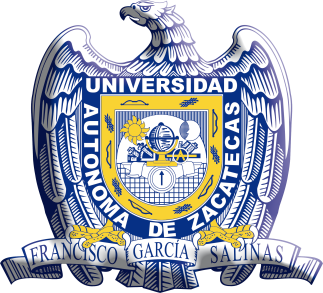 UNIVERSIDAD
AUTONOMA DE ZACATECAS
FRANCISCO GARCÍA SALINAS